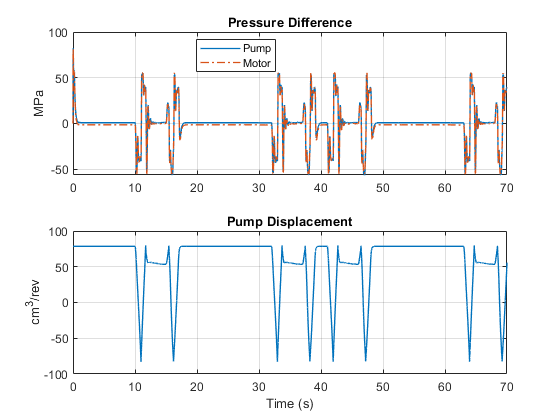 Pressure Difference
100
50
0
-50
MPa
Pump
Motor
0 10 20 30 40 50 60 70
Pump Displacement
100
50
0
-50
-100
cm³/rev
0 10 20 30 40 50 60 70
Time (s)